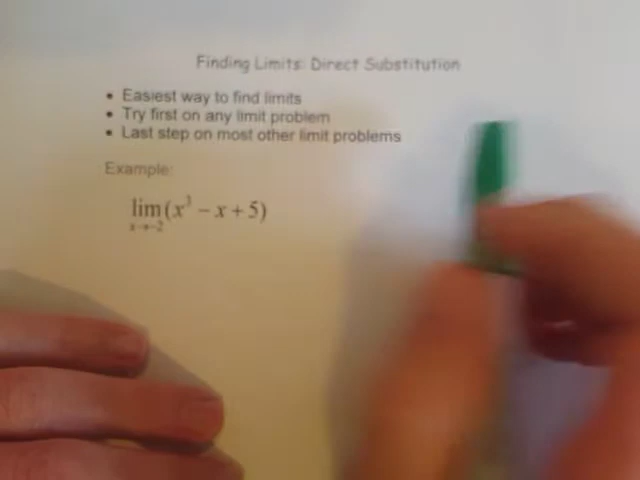 Finding Limits: Direct Substitution
• Easiest way to find limits
• Try first on any limit problem
• Last step on most other limit problems
Example:
lim (x³ − x + 5)
x→−2